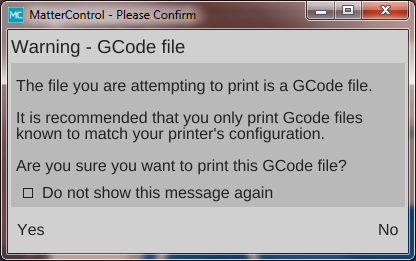 MC MatterControl - Please Confirm
Warning - GCode file
The file you are attempting to print is a GCode file.
It is recommended that you only print Gcode files
known to match your printer's configuration.
Are you sure you want to print this GCode file?
Do not show this message again
Yes No